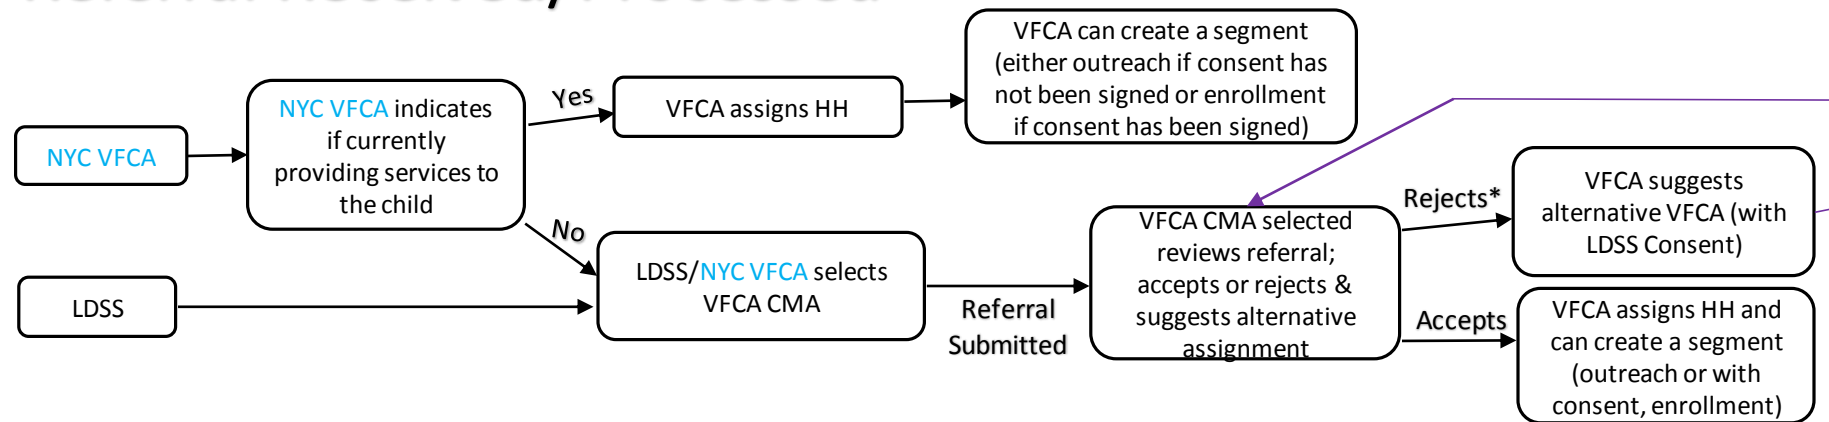 VFCA can create a segment
(either outreach if consent has
not been signed or enrollment
if consent has been signed)
NYC VFCA
NYC VFCA indicates
if currently
providing services to
the child
Yes
VFCA assigns HH
No
LDSS
LDSS/NYC VFCA selects
VFCA CMA
Referral
Submitted
VFCA CMA selected
reviews referral;
accepts or rejects &
suggests alternative
assignment
Rejects*
VFCA suggests
alternative VFCA (with
LDSS Consent)
Accepts
VFCA assigns HH and
can create a segment
(outreach or with
consent, enrollment)